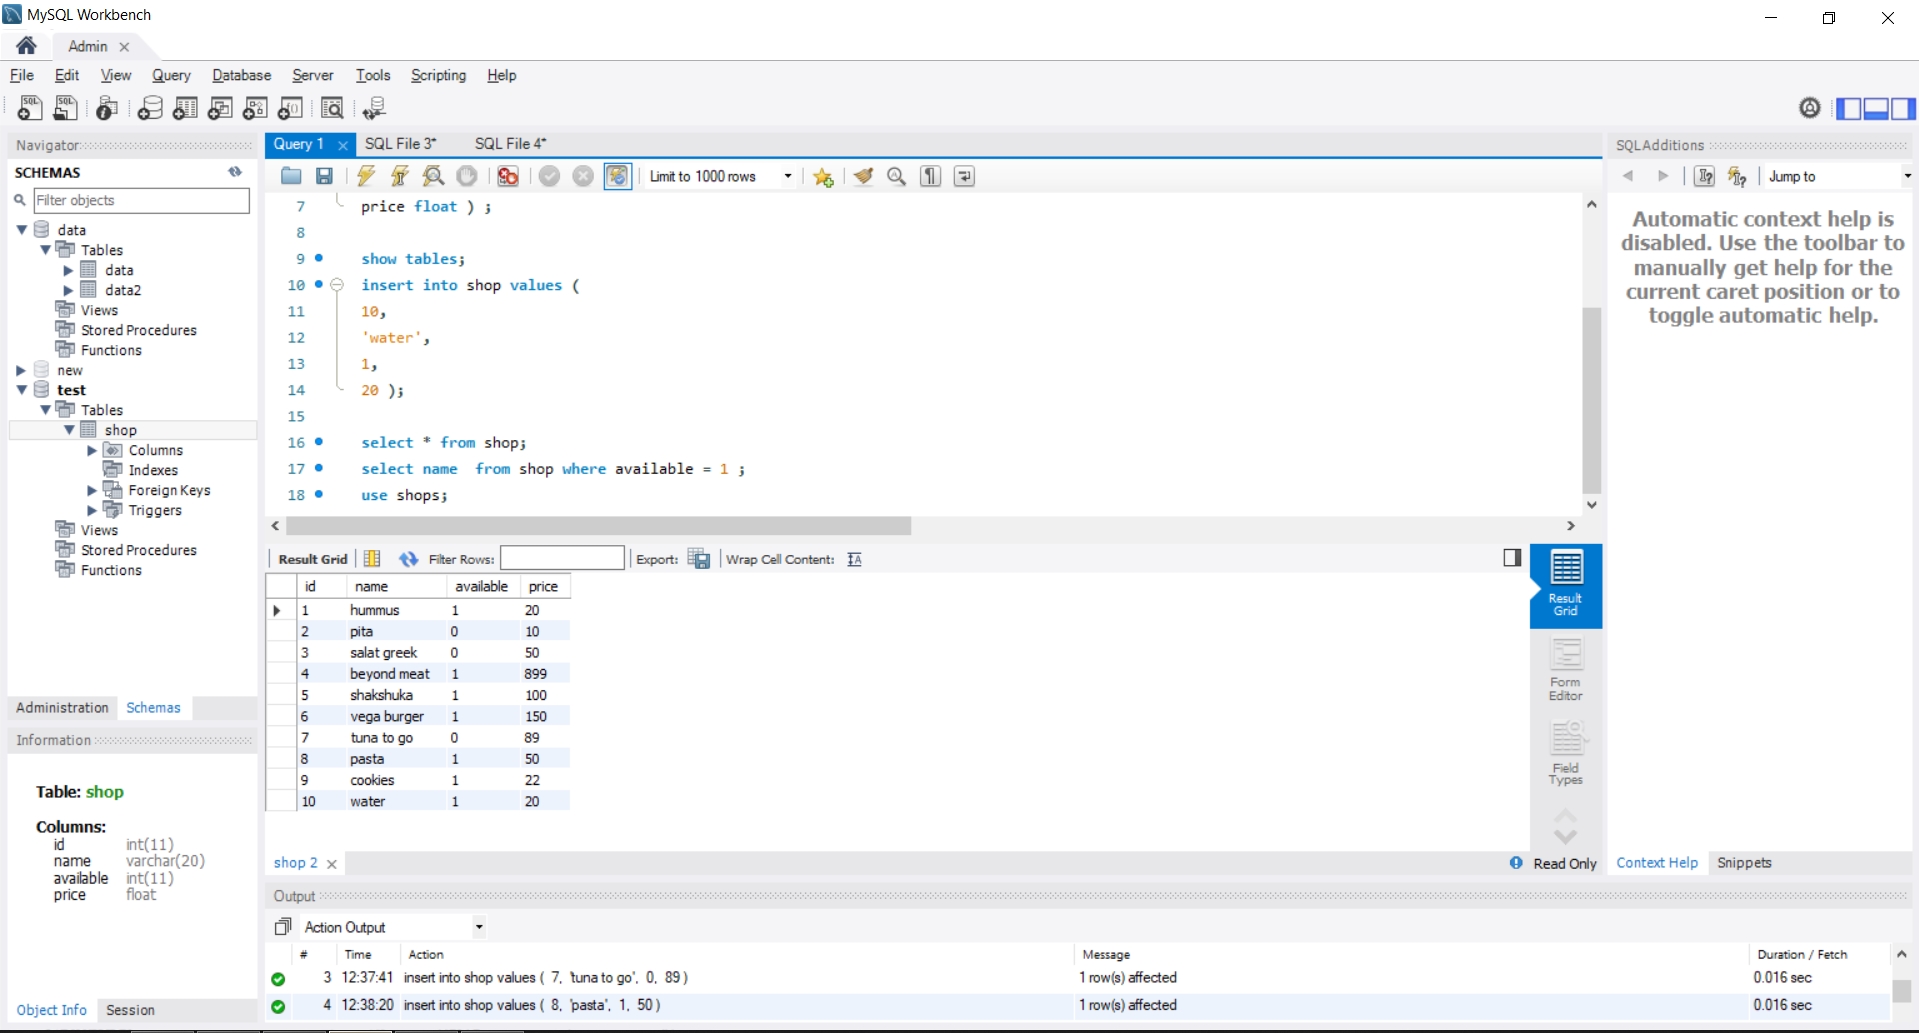 MySQL Workbench
Admin
File Edit View Query Database Server Tools Scripting Help
Navigator
SCHEMAS
Filter objects
data
Tables
data
data2
Views
Stored Procedures
Functions
new
test
Tables
shop
Columns
Indexes
Foreign Keys
Triggers
Views
Stored Procedures
Functions
Administration Schemas
Information
Table: shop
Columns:
id int(11)
name varchar(20)
available int(11)
price float
Object Info Session
Query 1 SQL File 3* SQL File 4*
Limit to 1000 rows
7 price float ) ;
8
9 show tables;
10 insert into shop values (
11 10,
12 'water',
13 1,
14 20 );
15
16 select * from shop;
17 select name  from shop where available = 1 ;
18 use shops;
Result Grid Filter Rows: Export: Wrap Cell Content:
id name available price
1 hummus 1 20
2 pita 0 10
3 salat greek 0 50
4 beyond meat 1 899
5 shakshuka 1 100
6 vega burger 1 150
7 tuna to go 0 89
8 pasta 1 50
9 cookies 1 22
10 water 1 20
Result Grid
Form Editor
Field Types
shop 2
Read Only
Output
Action Output
# Time Action Message Duration / Fetch
3 12:37:41 insert into shop values ( 7, 'tuna to go', 0, 89 ) 1 row(s) affected 0.016 sec
4 12:38:20 insert into shop values ( 8, 'pasta', 1, 50 ) 1 row(s) affected 0.016 sec
SQLAdditions
Jump to
Automatic context help is
disabled. Use the toolbar to
manually get help for the
current caret position or to
toggle automatic help.
Context Help Snippets